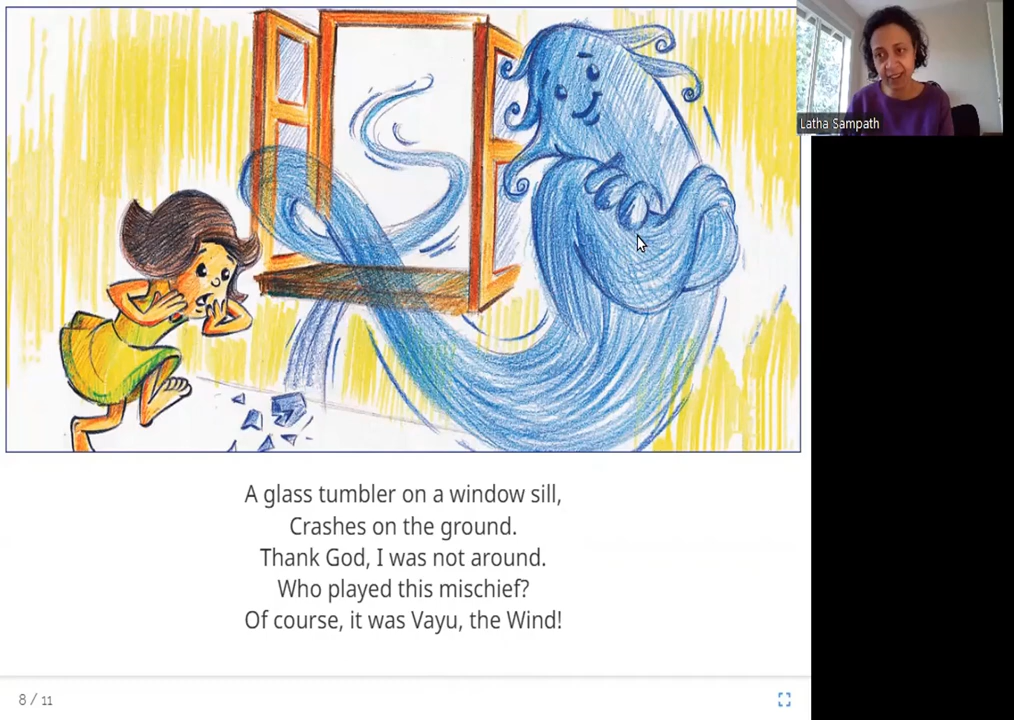 Latha Sampath
A glass tumbler on a window sill,
Crashes on the ground.
Thank God, I was not around.
Who played this mischief?
Of course, it was Vayu, the Wind!
8 / 11